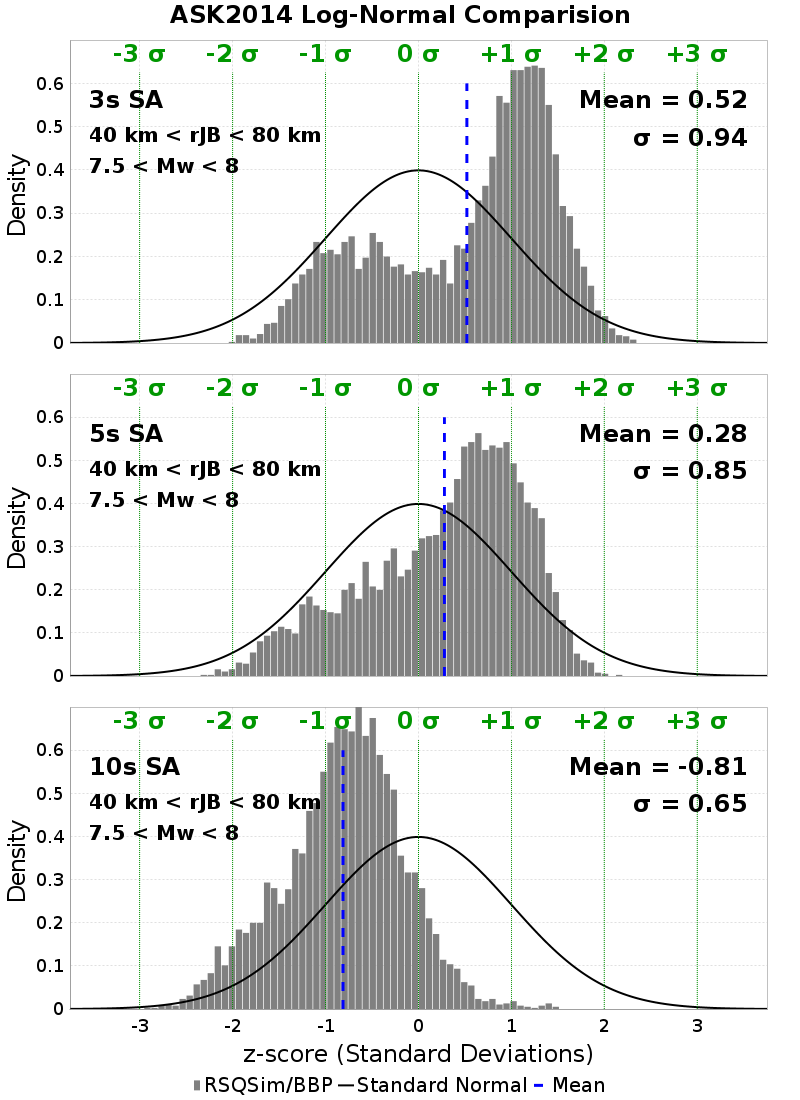 ASK2014 Log-Normal Comparision
-3 σ -2 σ -1 σ 0 σ +1 σ +2 σ +3 σ
3s SA
Mean = 0.52
40 km < rJB < 80 km
σ = 0.94
7.5 < Mw < 8
Density
0.6
0.5
0.4
0.3
0.2
0.1
0
-3 σ -2 σ -1 σ 0 σ +1 σ +2 σ +3 σ
5s SA
Mean = 0.28
40 km < rJB < 80 km
σ = 0.85
7.5 < Mw < 8
Density
0.6
0.5
0.4
0.3
0.2
0.1
0
-3 σ -2 σ -1 σ 0 σ +1 σ +2 σ +3 σ
10s SA
Mean = -0.81
40 km < rJB < 80 km
σ = 0.65
7.5 < Mw < 8
Density
0.6
0.5
0.4
0.3
0.2
0.1
0
-3 -2 -1 0 1 2 3
z-score (Standard Deviations)
RSQSim/BBP Standard Normal Mean